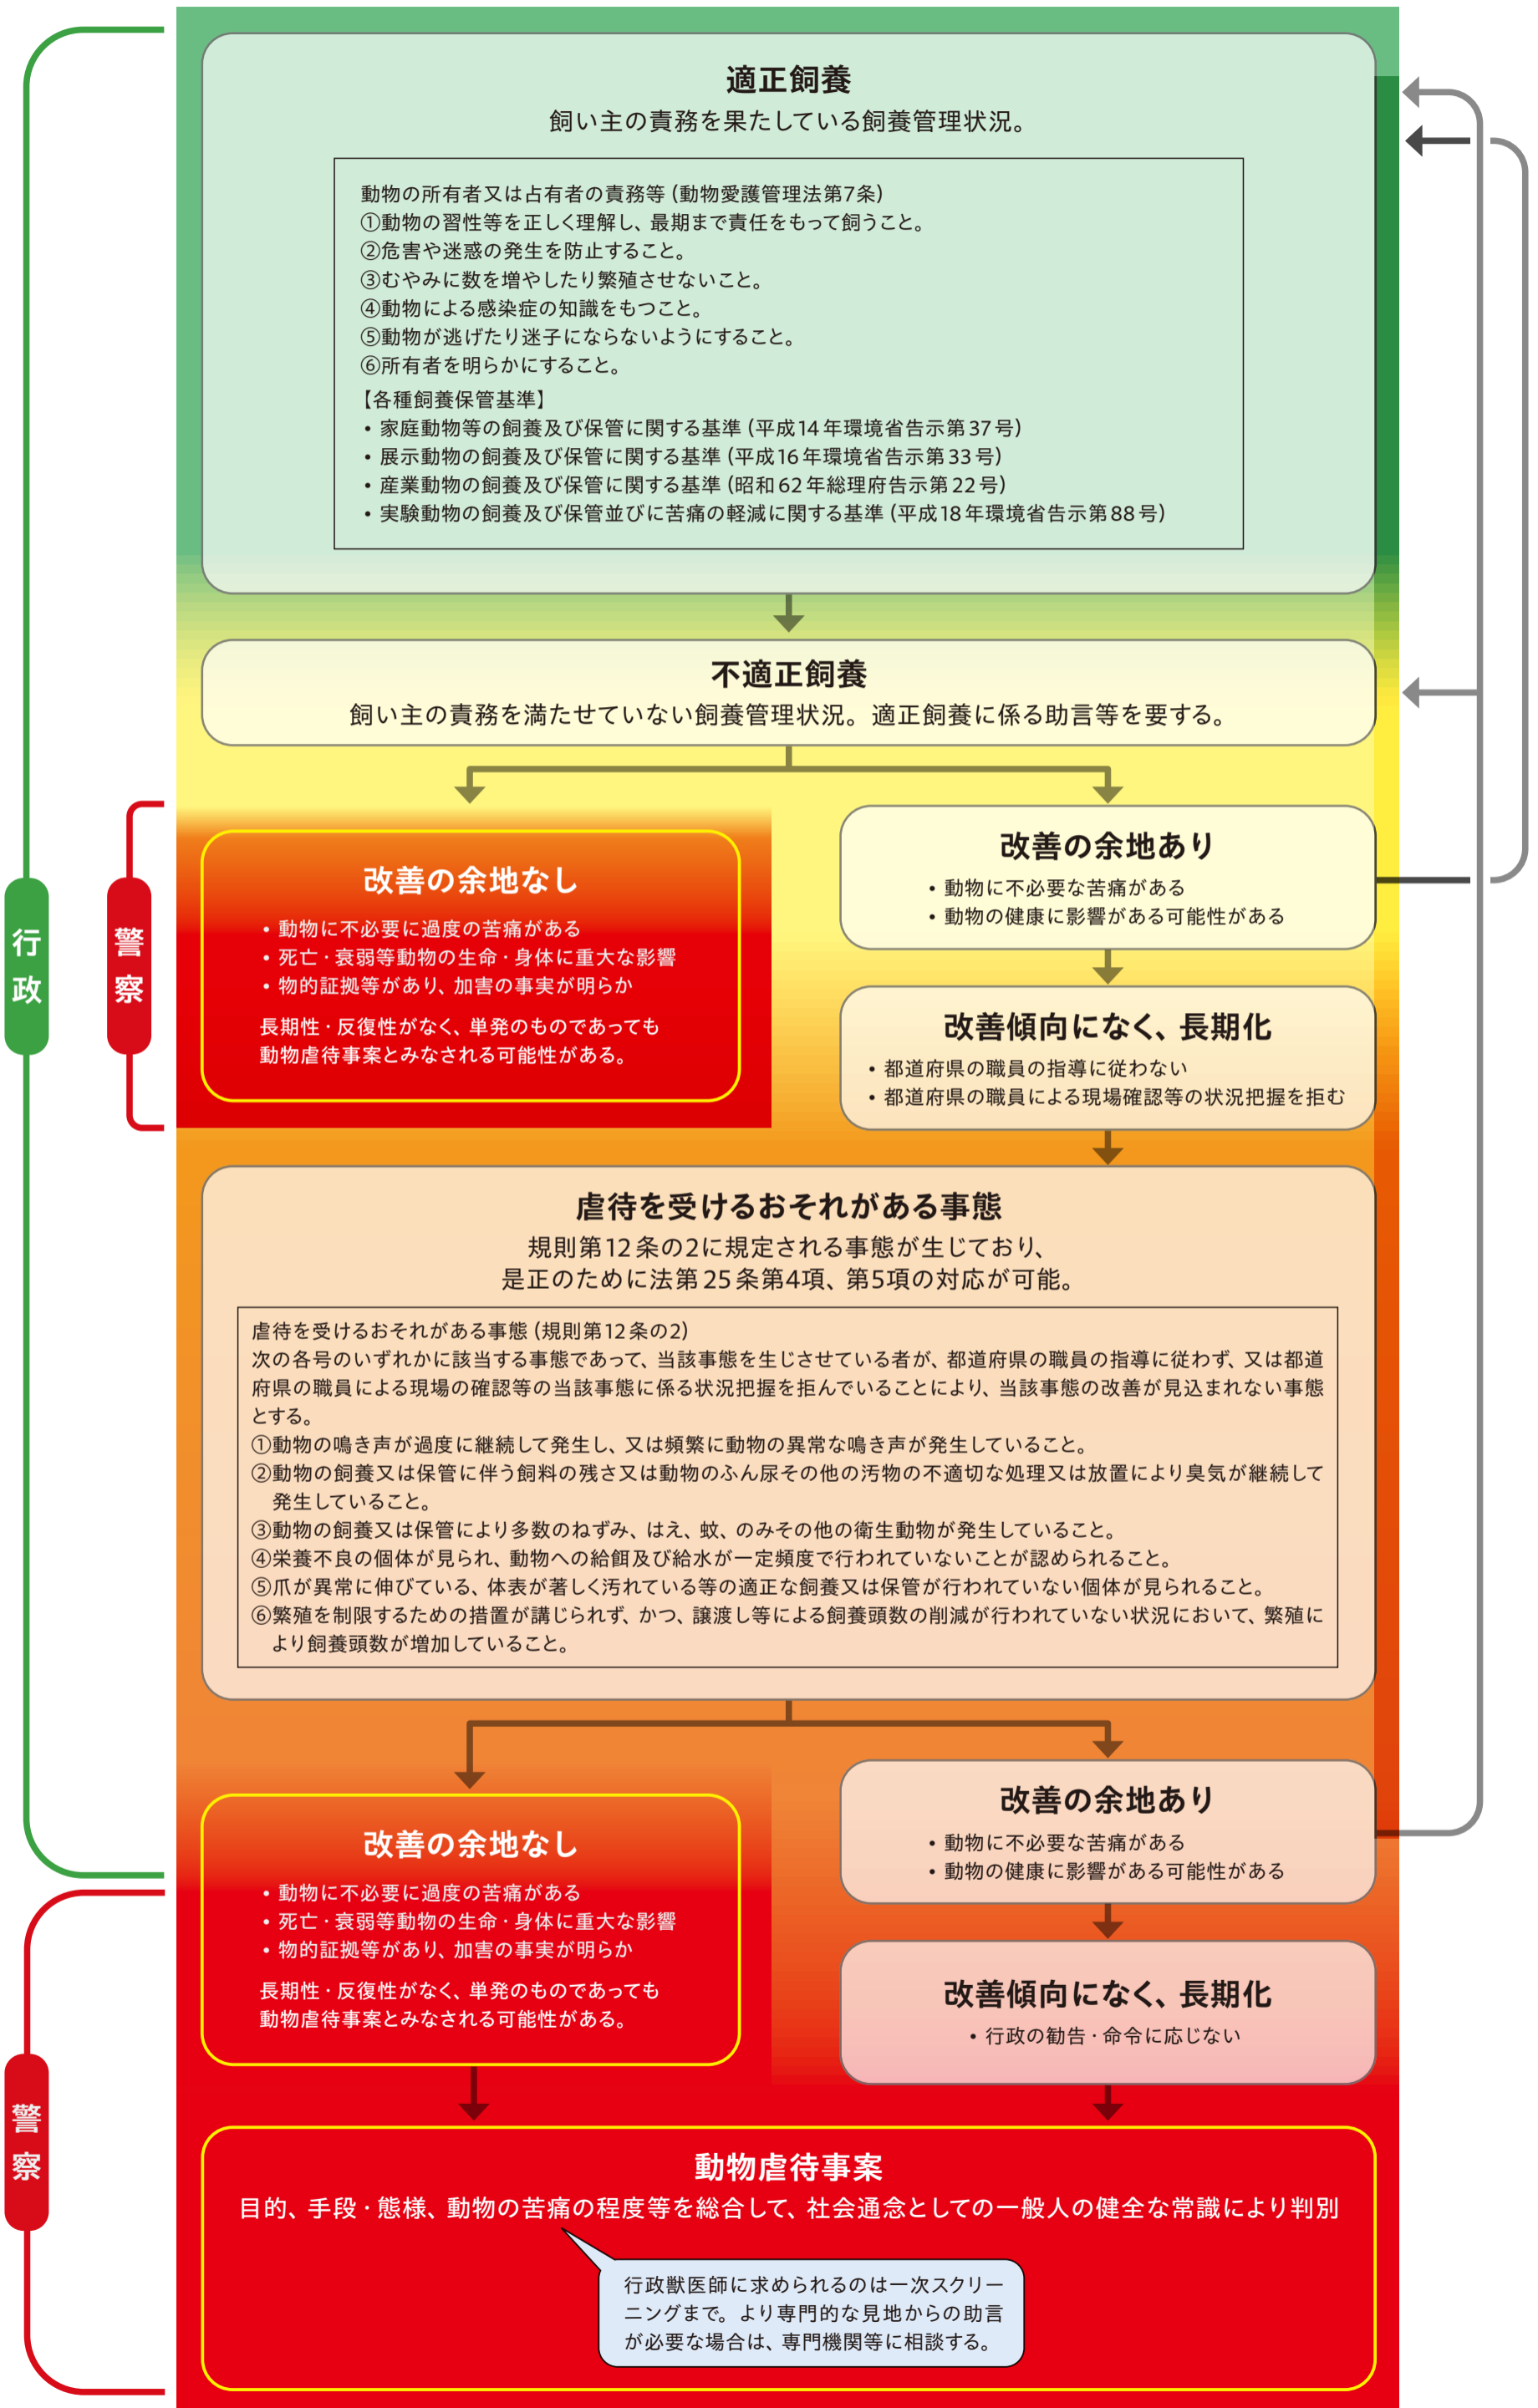 適正飼養
飼い主の責務を果たしている飼養管理状況。
動物の所有者又は占有者の責務等(動物愛護管理法第7条)
①動物の習性等を正しく理解し、最期まで責任をもって飼うこと。
②危害や迷惑の発生を防止すること。
③むやみに数を増やしたり繁殖させないこと。
④動物による感染症の知識をもつこと。
⑤動物が逃げたり迷子にならないようにすること。
⑥所有者を明らかにすること。
【各種飼養保管基準】
・家庭動物等の飼養及び保管に関する基準(平成14年環境省告示第37号)
・展示動物の飼養及び保管に関する基準(平成16年環境省告示第33号)
・産業動物の飼養及び保管に関する基準(昭和62年総理府告示第22号)
・実験動物の飼養及び保管並びに苦痛の軽減に関する基準(平成18年環境省告示第88号)
不適正飼養
飼い主の責務を満たせていない飼養管理状況。適正飼養に係る助言等を要する。
行政
警察
改善の余地なし
・動物に不必要に過度の苦痛がある
・死亡・衰弱等動物の生命・身体に重大な影響
・物的証拠等があり、加害の事実が明らか
長期性・反復性がなく、単発のものであっても
動物虐待事案とみなされる可能性がある。
改善の余地あり
・動物に不必要な苦痛がある
・動物の健康に影響がある可能性がある
改善傾向になく、長期化
・都道府県の職員の指導に従わない
・都道府県の職員による現場確認等の状況把握を拒む
虐待を受けるおそれがある事態
規則第12条の2に規定される事態が生じており、
是正のために法第25条第4項、第5項の対応が可能。
虐待を受けるおそれがある事態(規則第12条の2)
次の各号のいずれかに該当する事態であって、当該事態を生じさせている者が、都道府県の職員の指導に従わず、又は都道
府県の職員による現場の確認等の当該事態に係る状況把握を拒んでいることにより、当該事態の改善が見込まれない事態
とする。
①動物の鳴き声が過度に継続して発生し、又は頻繁に動物の異常な鳴き声が発生していること。
②動物の飼養又は保管に伴う飼料の残さ又は動物のふん尿その他の汚物の不適切な処理又は放置により臭気が継続して
発生していること。
③動物の飼養又は保管により多数のねずみ、はえ、蚊、のみその他の衛生動物が発生していること。
④栄養不良の個体が見られ、動物への給餌及び給水が一定頻度で行われていないことが認められること。
⑤爪が異常に伸びている、体表が著しく汚れている等の適正な飼養又は保管が行われていない個体が見られること。
⑥繁殖を制限するための措置が講じられず、かつ、譲渡し等による飼養頭数の削減が行われていない状況において、繁殖に
より飼養頭数が増加していること。
改善の余地なし
・動物に不必要に過度の苦痛がある
・死亡・衰弱等動物の生命・身体に重大な影響
・物的証拠等があり、加害の事実が明らか
長期性・反復性がなく、単発のものであっても
動物虐待事案とみなされる可能性がある。
改善の余地あり
・動物に不必要な苦痛がある
・動物の健康に影響がある可能性がある
改善傾向になく、長期化
・行政の勧告・命令に応じない
警察
動物虐待事案
目的、手段・態様、動物の苦痛の程度等を総合して、社会通念としての一般人の健全な常識により判別
行政獣医師に求められるのは一次スクリー
ニングまで。より専門的な見地からの助言
が必要な場合は、専門機関等に相談する。